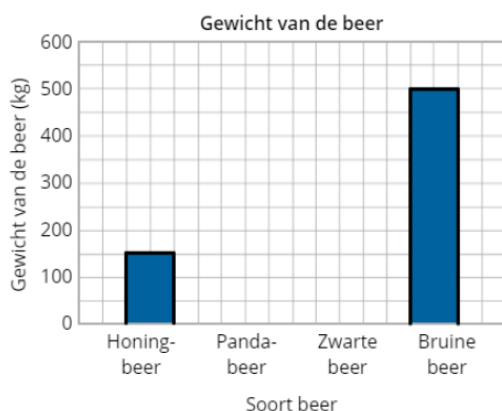 Gewicht van de beer
Gewicht van de beer (kg)
600
500
400
300
200
100
0
Honing-
beer
Panda-
beer
Zwarte
beer
Bruine
beer
Soort beer